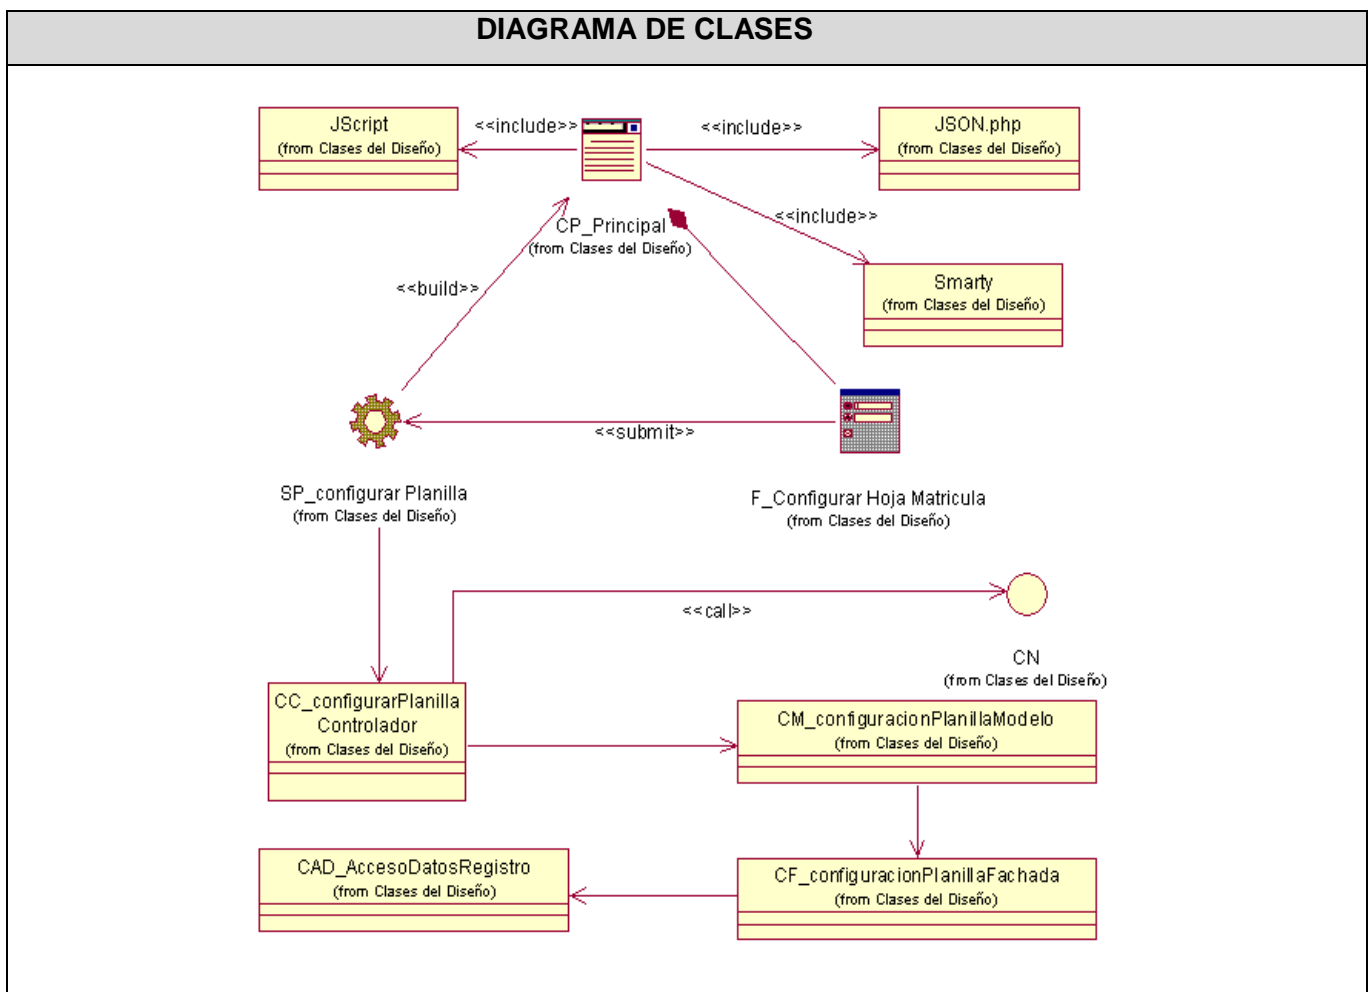 DIAGRAMA DE CLASES
JScript
(from Clases del Diseño)
<<include>>
<<include>>
JSON.php
(from Clases del Diseño)
CP_Principal
(from Clases del Diseño)
<<include>>
Smarty
(from Clases del Diseño)
<<build>>
<<submit>>
SP_configurar Planilla
(from Clases del Diseño)
F_Configurar Hoja Matricula
(from Clases del Diseño)
<<call>>
CN
(from Clases del Diseño)
CC_configurarPlanilla
Controlador
(from Clases del Diseño)
CM_configuracionPlanillaModelo
(from Clases del Diseño)
CAD_AccesoDatosRegistro
(from Clases del Diseño)
CF_configuracionPlanillaFachada
(from Clases del Diseño)